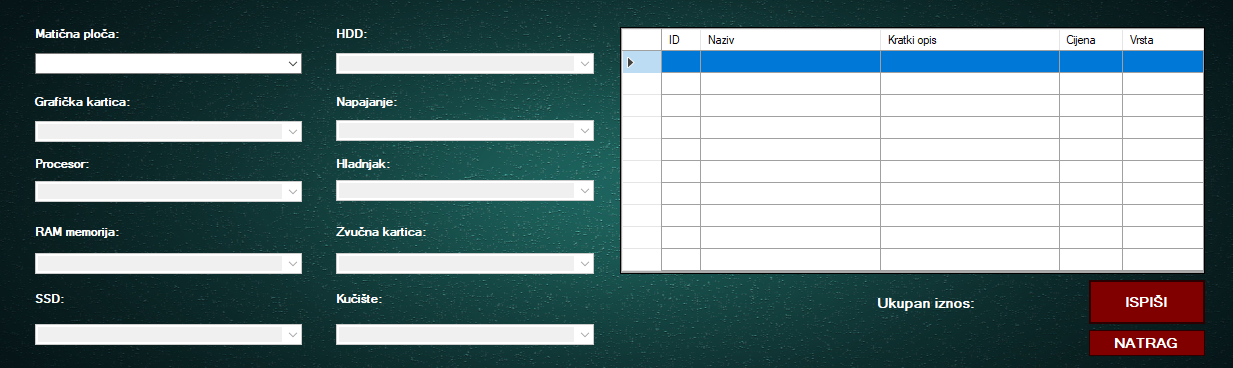 Matična ploča:
Grafička kartica:
Procesor:
RAM memorija:
SSD:
HDD:
Napajanje:
Hladnjak:
Zvučna kartica:
Kučište:
ID Naziv Kratki opis Cijena Vrsta
Ukupan iznos:
ISPIŠI
NATRAG